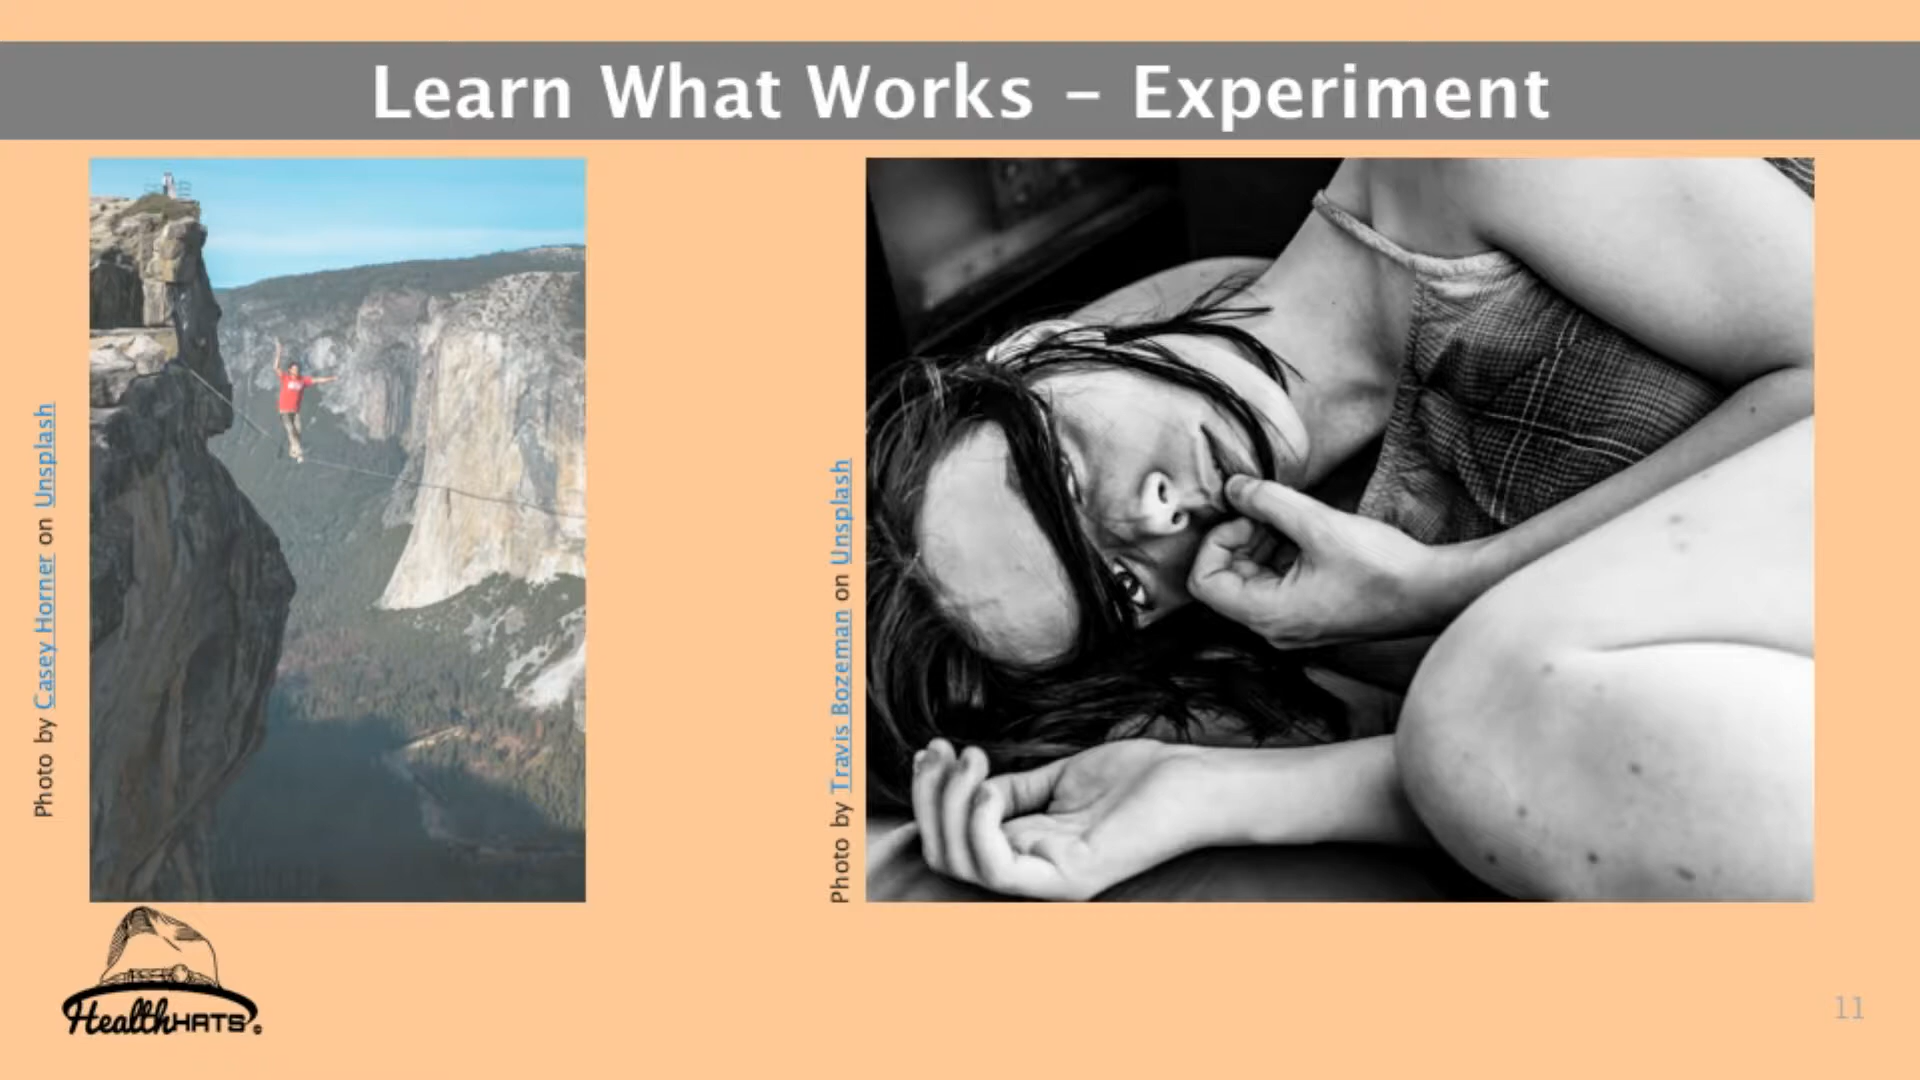 Learn What Works – Experiment
Photo by Casey Horner on Unsplash
Photo by Travis Bozeman on Unsplash
HealthHATS ©
11